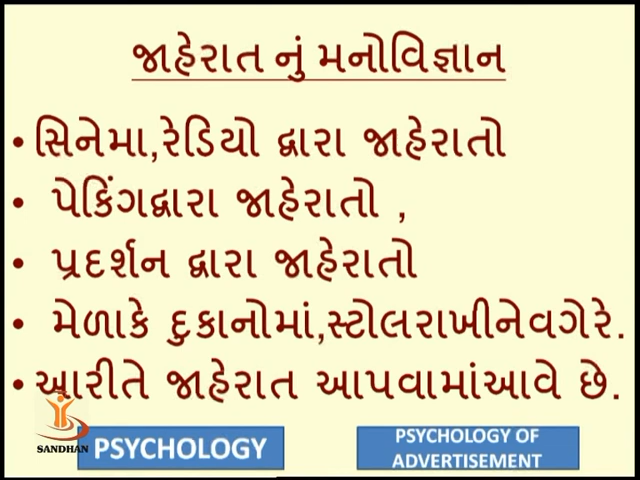 જાહેરાત નું મનોવિજ્ઞાન
• સિનેમા,રેડિયો દ્વારા જાહેરાતો
• પેકિંગદ્વારા જાહેરાતો ,
• પ્રદર્શન દ્વારા જાહેરાતો
• મેળાકે દુકાનોમાં,સ્ટોલરાખીનેવગેરે.
• આરીતે જાહેરાત આપવામાંઆવે છે.
SANDHAN
PSYCHOLOGY
PSYCHOLOGY OF
ADVERTISEMENT